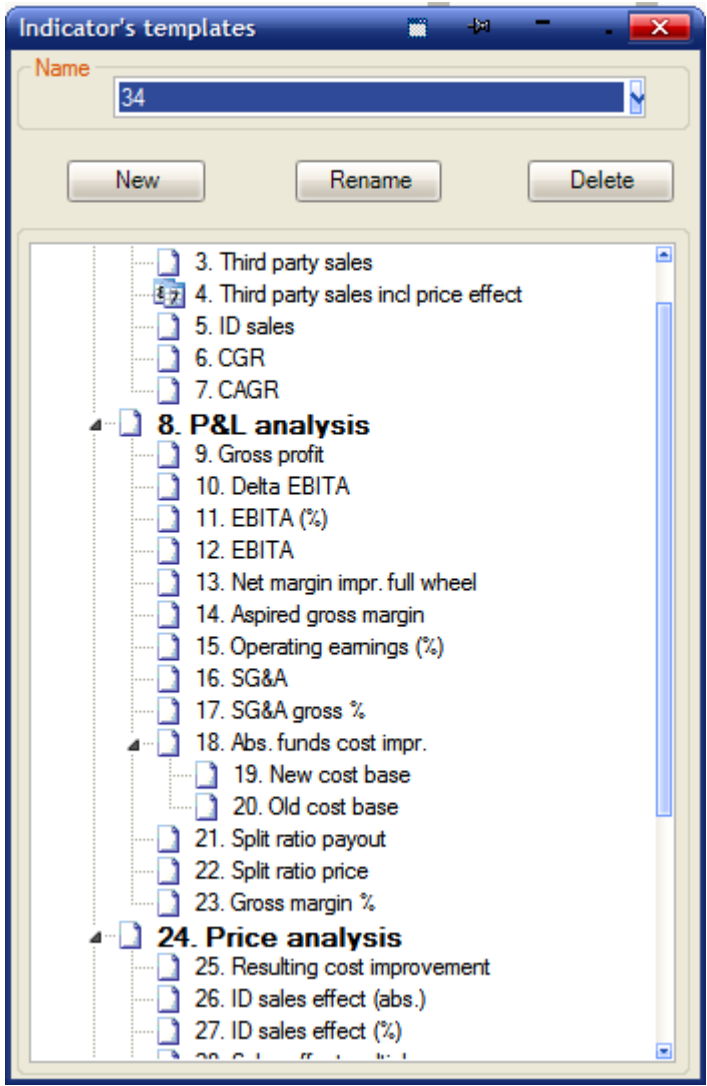 Indicator's templates
Name
34
New Rename Delete
3. Third party sales
4. Third party sales incl price effect
5. ID sales
6. CGR
7. CAGR
8. P&L analysis
9. Gross profit
10. Delta EBITA
11. EBITA (%)
12. EBITA
13. Net margin impr. full wheel
14. Aspired gross margin
15. Operating earnings (%)
16. SG&A
17. SG&A gross %
18. Abs. funds cost impr.
19. New cost base
20. Old cost base
21. Split ratio payout
22. Split ratio price
23. Gross margin %
24. Price analysis
25. Resulting cost improvement
26. ID sales effect (abs.)
27. ID sales effect (%)